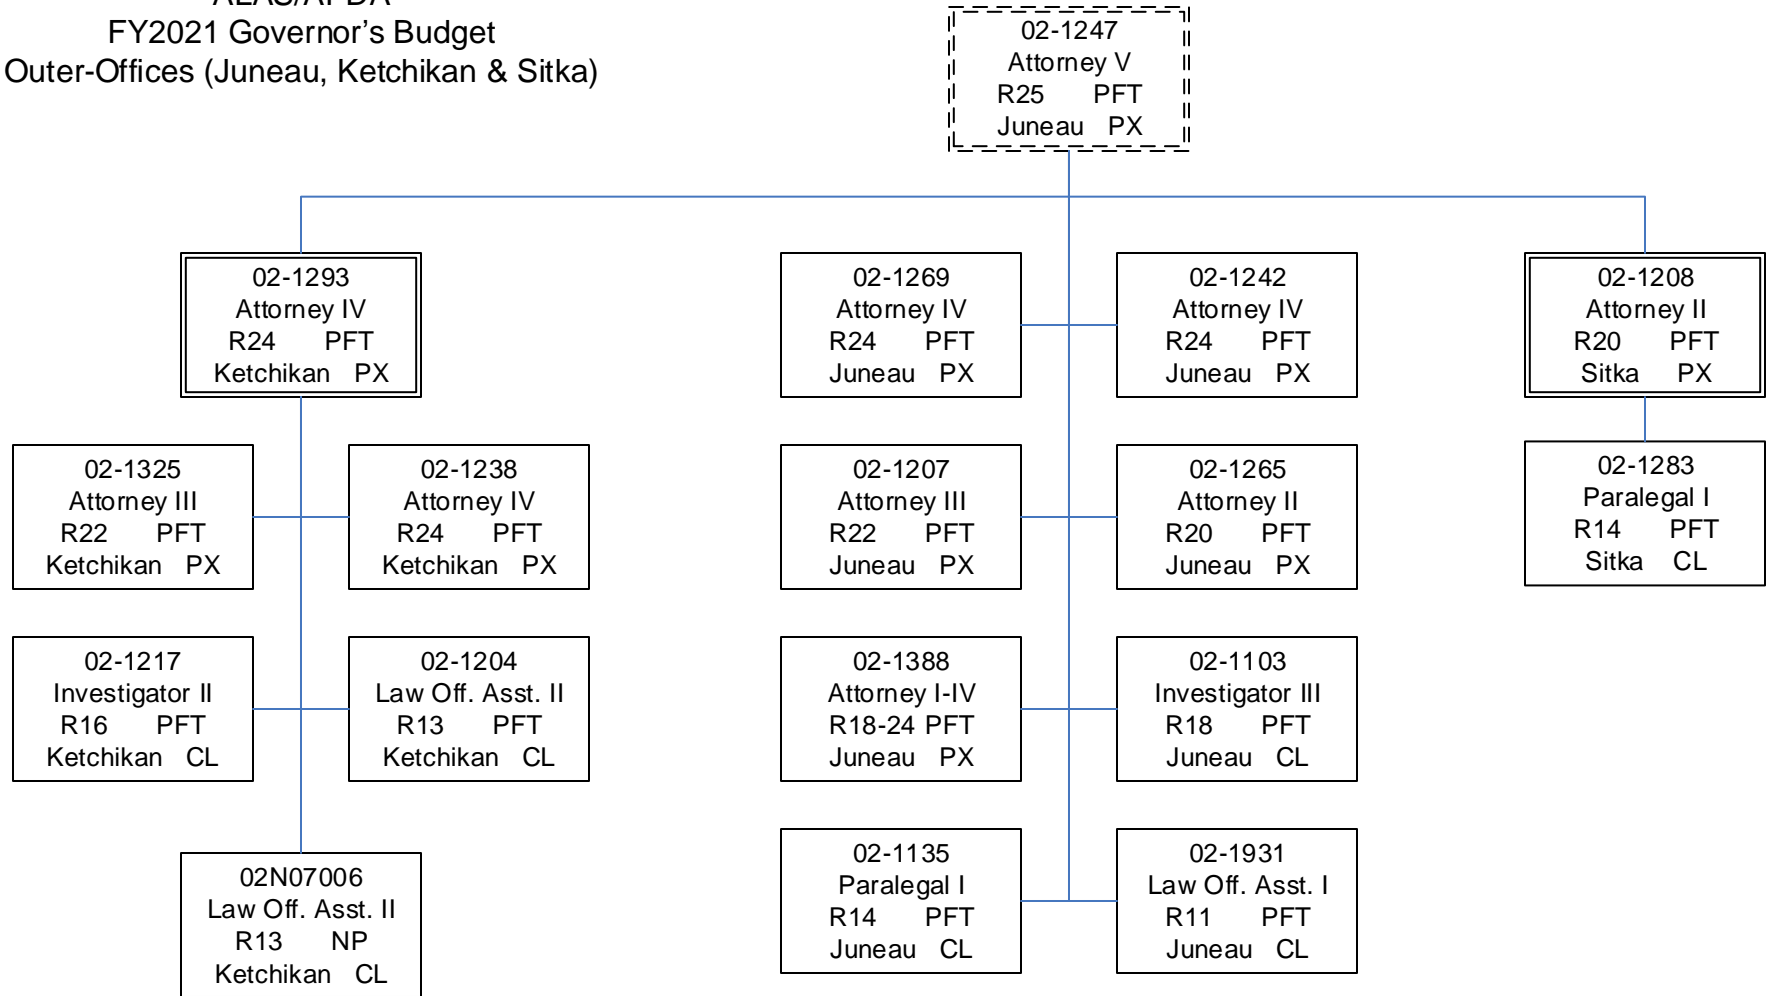 FY2021 Governor's Budget
Outer-Offices (Juneau, Ketchikan & Sitka)
02-1247
Attorney V
R25 PFT
Juneau PX
02-1293
Attorney IV
R24 PFT
Ketchikan PX
02-1269
Attorney IV
R24 PFT
Juneau PX
02-1242
Attorney IV
R24 PFT
Juneau PX
02-1208
Attorney II
R20 PFT
Sitka PX
02-1325
Attorney III
R22 PFT
Ketchikan PX
02-1238
Attorney IV
R24 PFT
Ketchikan PX
02-1207
Attorney III
R22 PFT
Juneau PX
02-1265
Attorney II
R20 PFT
Juneau PX
02-1283
Paralegal I
R14 PFT
Sitka CL
02-1217
Investigator II
R16 PFT
Ketchikan CL
02-1204
Law Off. Asst. II
R13 PFT
Ketchikan CL
02-1388
Attorney I-IV
R18-24 PFT
Juneau PX
02-1103
Investigator III
R18 PFT
Juneau CL
02N07006
Law Off. Asst. II
R13 NP
Ketchikan CL
02-1135
Paralegal I
R14 PFT
Juneau CL
02-1931
Law Off. Asst. I
R11 PFT
Juneau CL